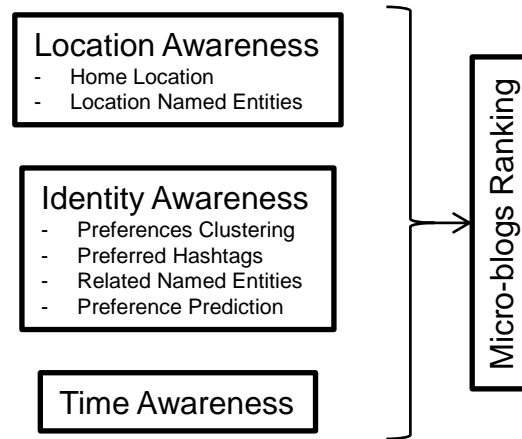 Location Awareness
- Home Location
- Location Named Entities
Identity Awareness
- Preferences Clustering
- Preferred Hashtags
- Related Named Entities
- Preference Prediction
Time Awareness
Micro-blogs Ranking